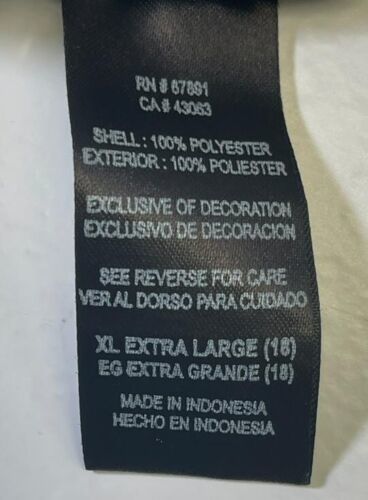 RN # 67891
CA # 43063
SHELL : 100% POLYESTER
EXTERIOR : 100% POLIESTER
EXCLUSIVE OF DECORATION
EXCLUSIVO DE DECORACION
SEE REVERSE FOR CARE
VER AL DORSO PARA CUIDADO
XL EXTRA LARGE (18)
EG EXTRA GRANDE (18)
MADE IN INDONESIA
HECHO EN INDONESIA